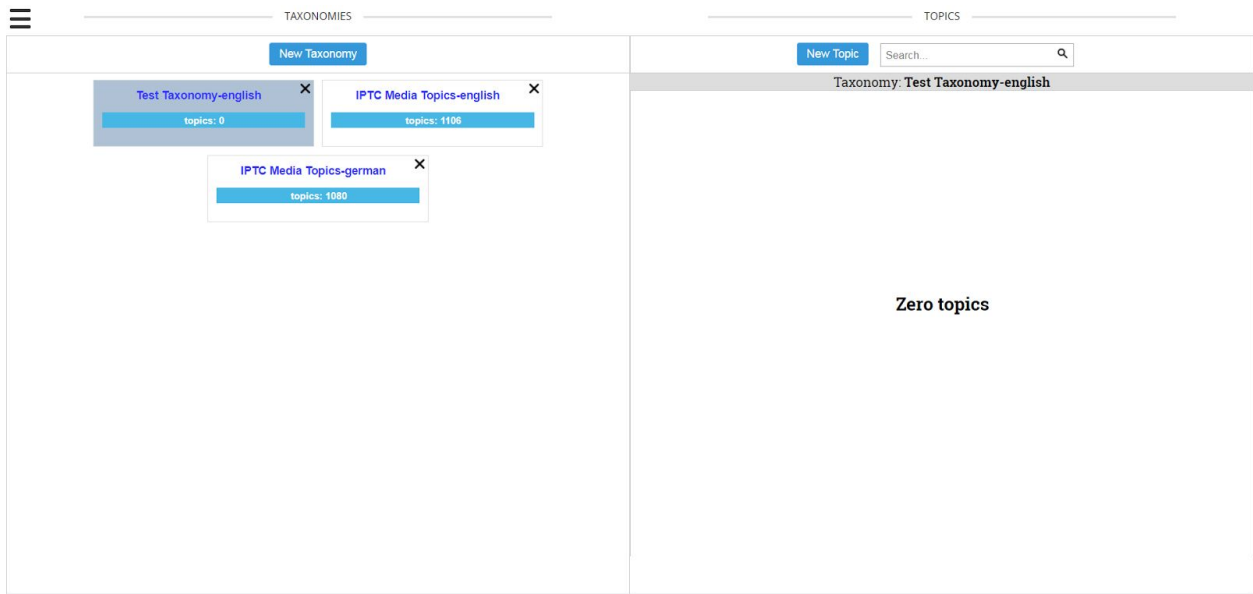 TAXONOMIES
TOPICS
New Taxonomy
New Topic
Search...
Taxonomy: Test Taxonomy-english
Test Taxonomy-english
topics: 0
IPTC Media Topics-english
topics: 1106
IPTC Media Topics-german
topics: 1080
Zero topics